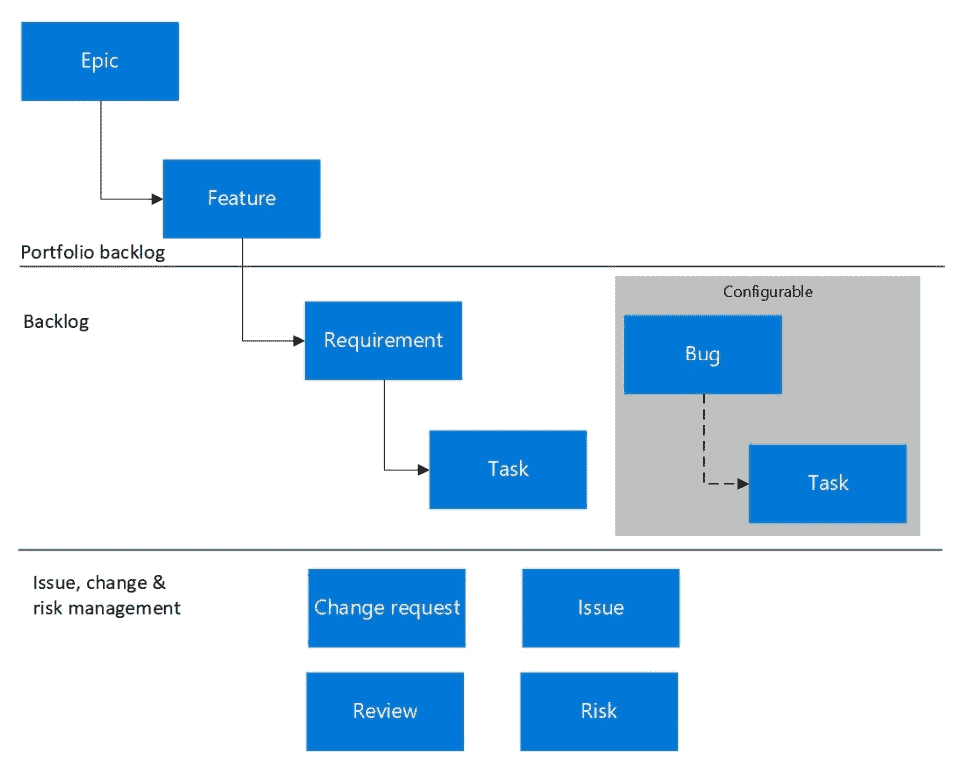 Epic
Feature
Portfolio backlog
Configurable
Backlog
Requirement
Bug
Task
Task
Issue, change &
risk management
Change request
Issue
Review
Risk